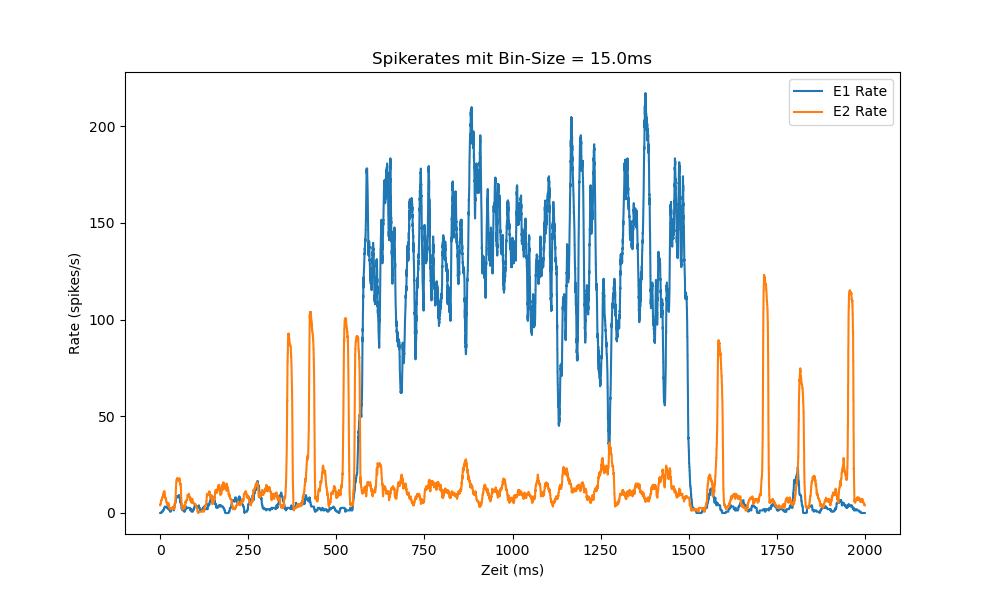 Spikerates mit Bin-Size = 15.0ms
E1 Rate
E2 Rate
200
150
100
50
0
Rate (spikes/s)
0 250 500 750 1000 1250 1500 1750 2000
Zeit (ms)